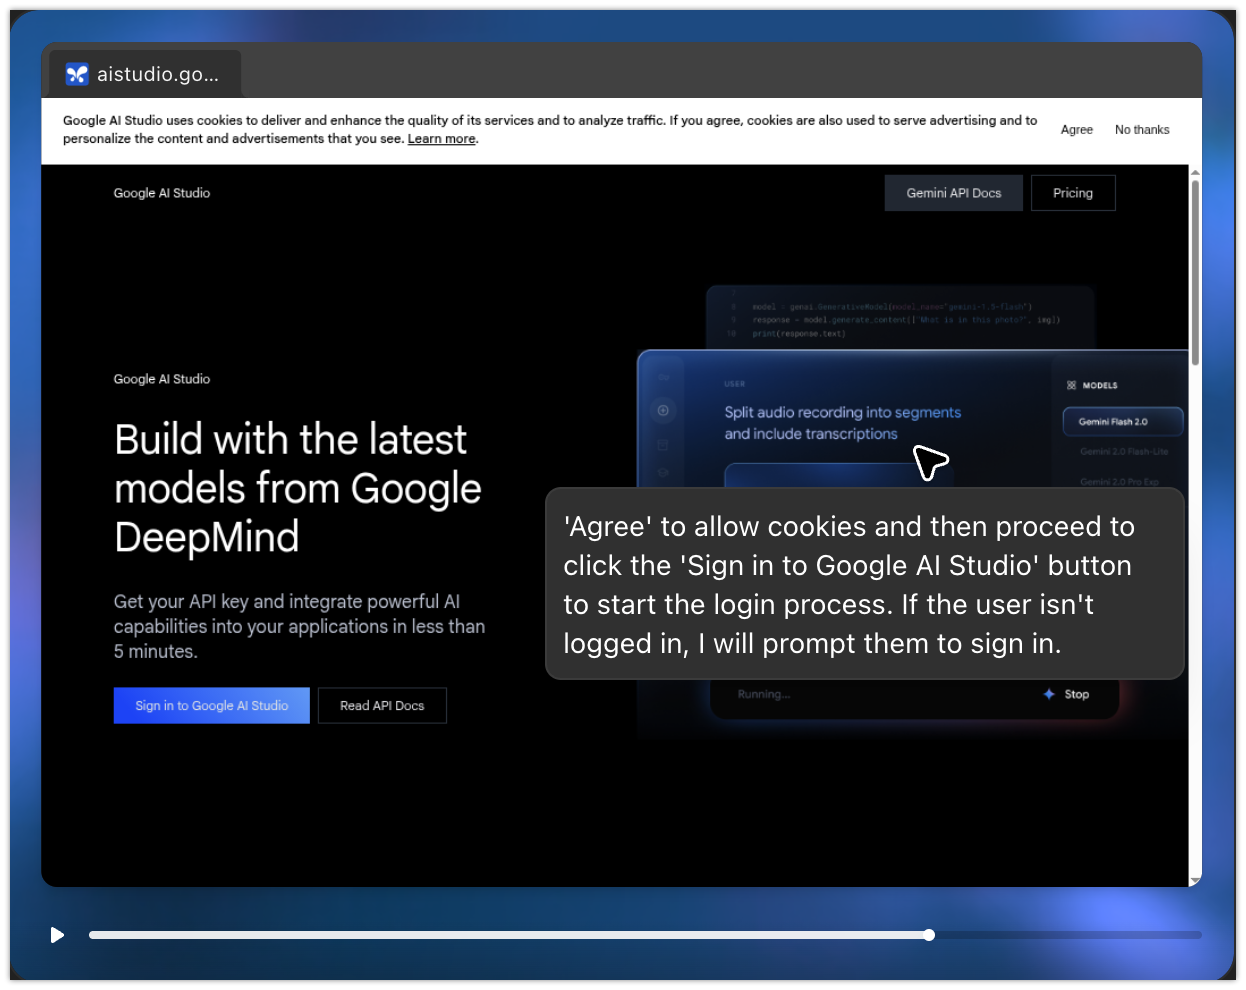 aistudio.go...
Google AI Studio uses cookies to deliver and enhance the quality of its services and to analyze traffic. If you agree, cookies are also used to serve advertising and to
personalize the content and advertisements that you see. Learn more.
Agree
No thanks
Google AI Studio
Gemini API Docs
Pricing
7
8 model = genai.GenerativeModel(model_name="gemini-1.5-flash")
9 response = model.generate_content(["What is in this photo?", img])
10 print(response.text)
Google AI Studio
Build with the latest
models from Google
DeepMind
Get your API key and integrate powerful AI
capabilities into your applications in less than
5 minutes.
Sign in to Google AI Studio
Read API Docs
USER
Split audio recording into segments
and include transcriptions
MODELS
Gemini Flash 2.0
Gemini 2.0 Flash-Lite
Gemini 2.0 Pro Exp
'Agree' to allow cookies and then proceed to
click the 'Sign in to Google AI Studio' button
to start the login process. If the user isn't
logged in, I will prompt them to sign in.
Running...
Stop